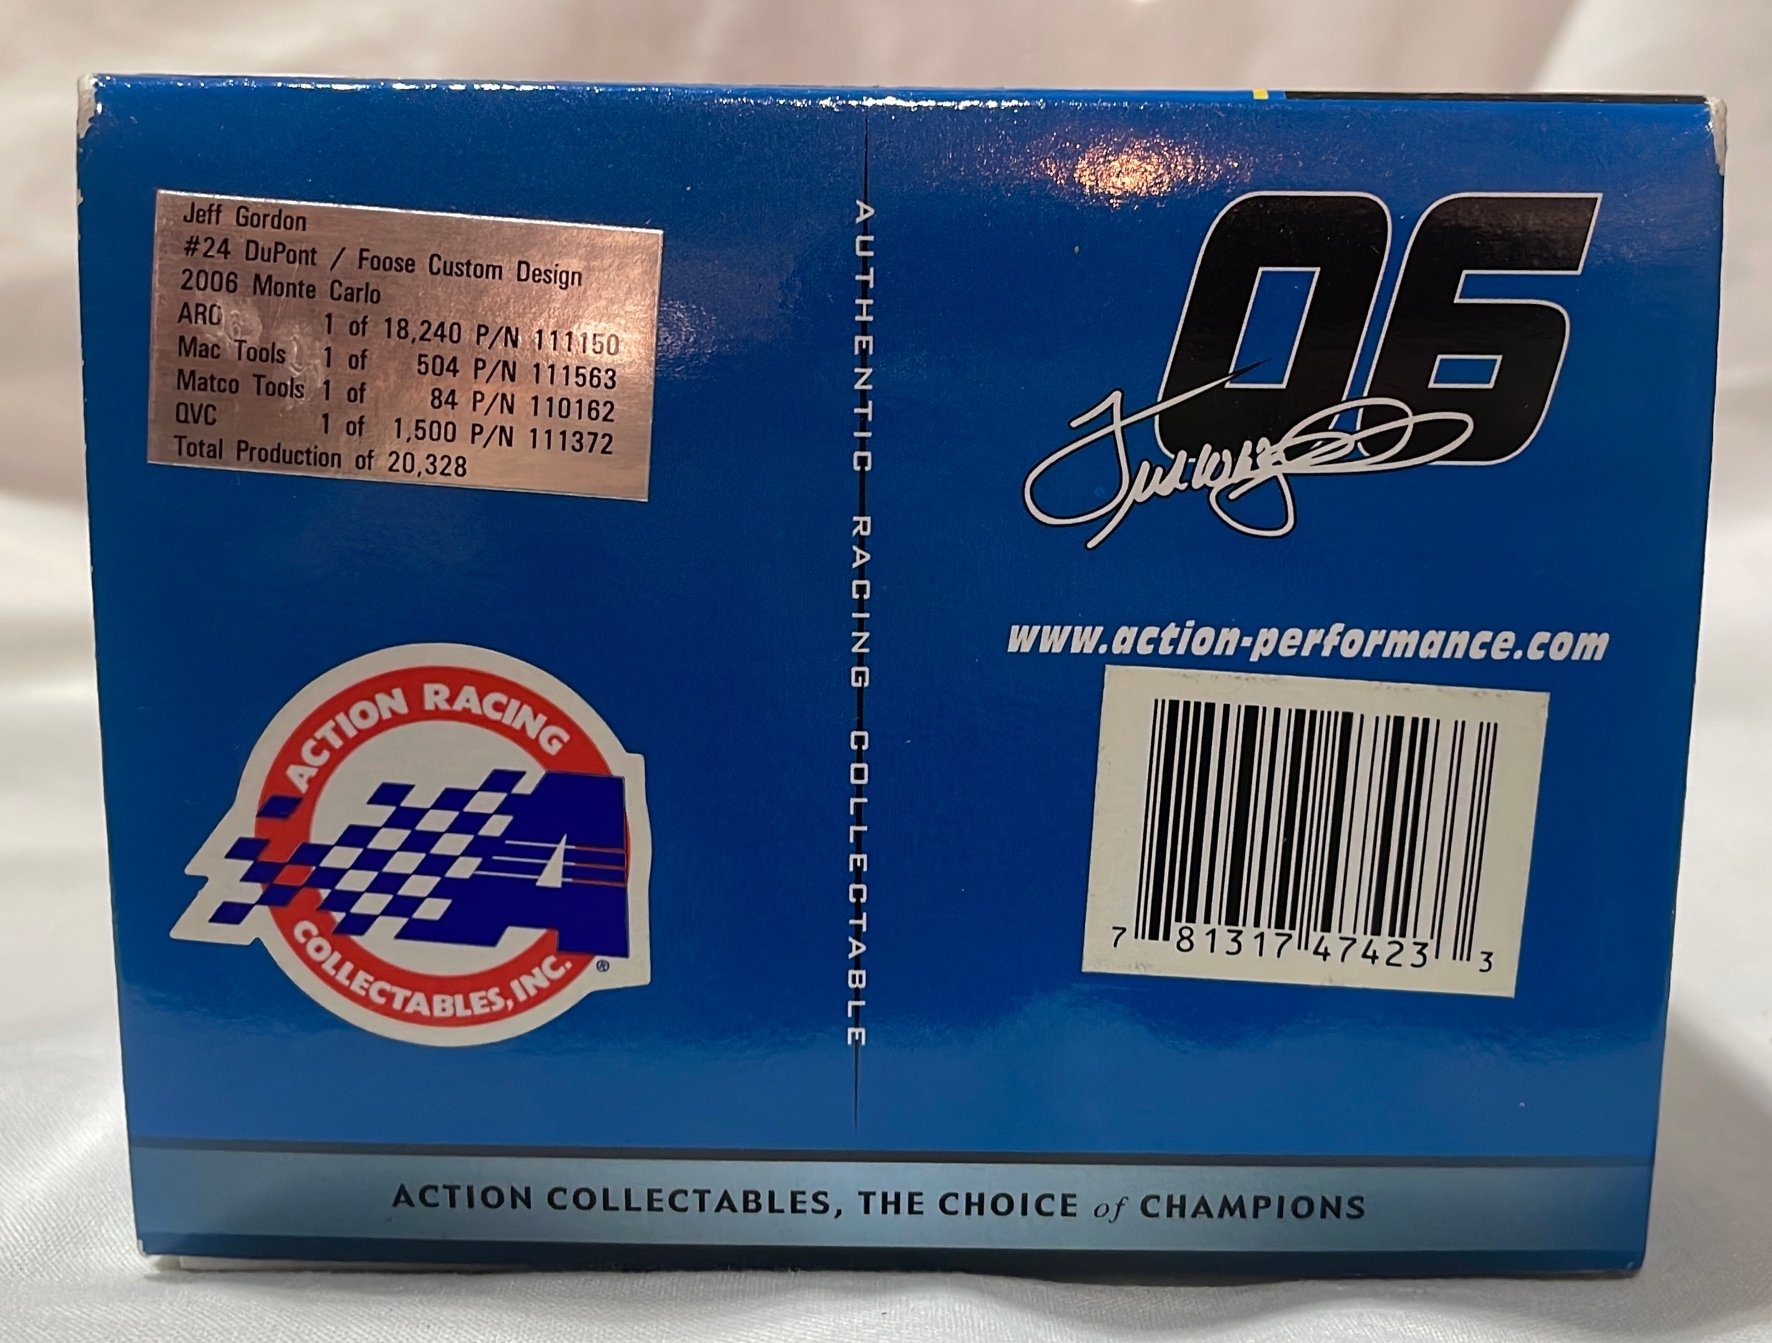 Jeff Gordon
#24 DuPont / Foose Custom Design
2006 Monte Carlo
ARC 1 of 18,240 P/N 111150
Mac Tools 1 of 504 P/N 111563
Matco Tools 1 of 84 P/N 110162
QVC 1 of 1,500 P/N 111372
Total Production of 20,328
ACTION RACING
COLLECTABLES, INC.
®
AUTHENTIC RACING COLLECTABLE
06
www.action-performance.com
7 81317 47423 3
ACTION COLLECTABLES, THE CHOICE of CHAMPIONS